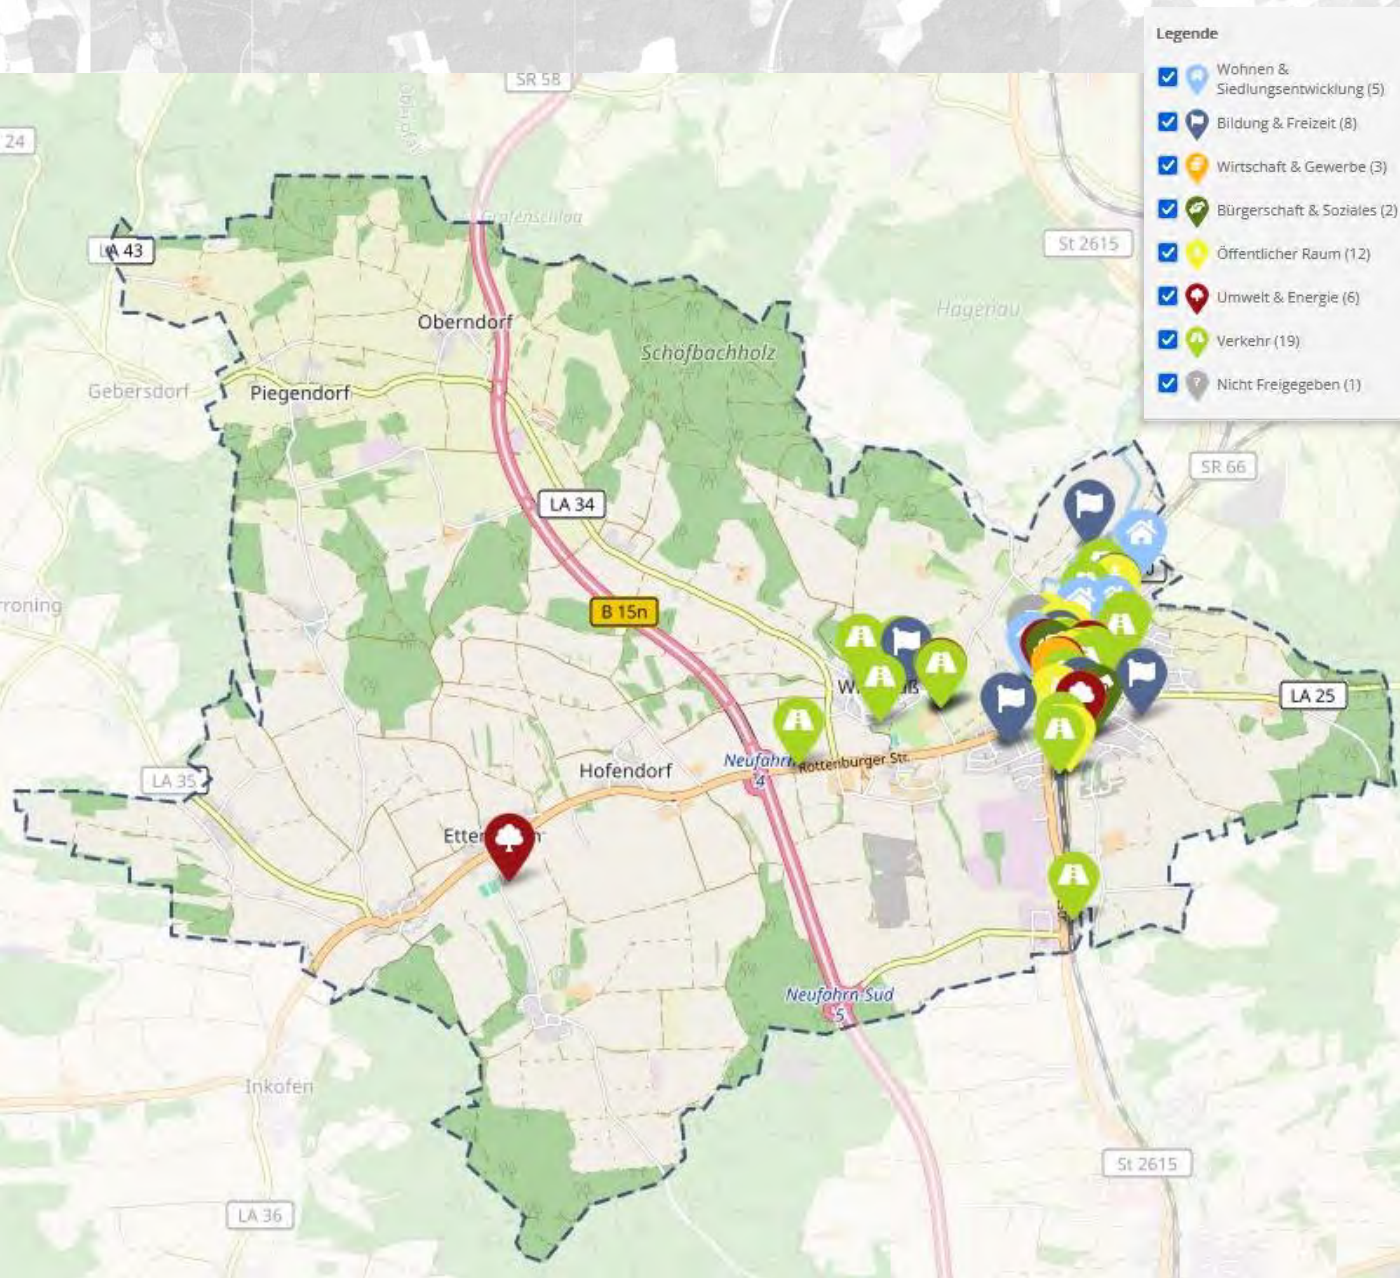 Legende
Wohnen &
Siedlungsentwicklung (5)
Bildung & Freizeit (8)
Wirtschaft & Gewerbe (3)
Bürgerschaft & Soziales (2)
Öffentlicher Raum (12)
Umwelt & Energie (6)
Verkehr (19)
Nicht Freigegeben (1)
SR 58
24
Grafenschlag
LA 43
St 2615
Hagenau
Oberndorf
Schöfbachholz
Gebersdorf
Piegendorf
SR 66
LA 34
B 15n
LA 25
Neufahrn
4
Rottenburger Str.
Hofendorf
LA 35
Neufahrn-Süd
5
Inkofen
St 2615
LA 36